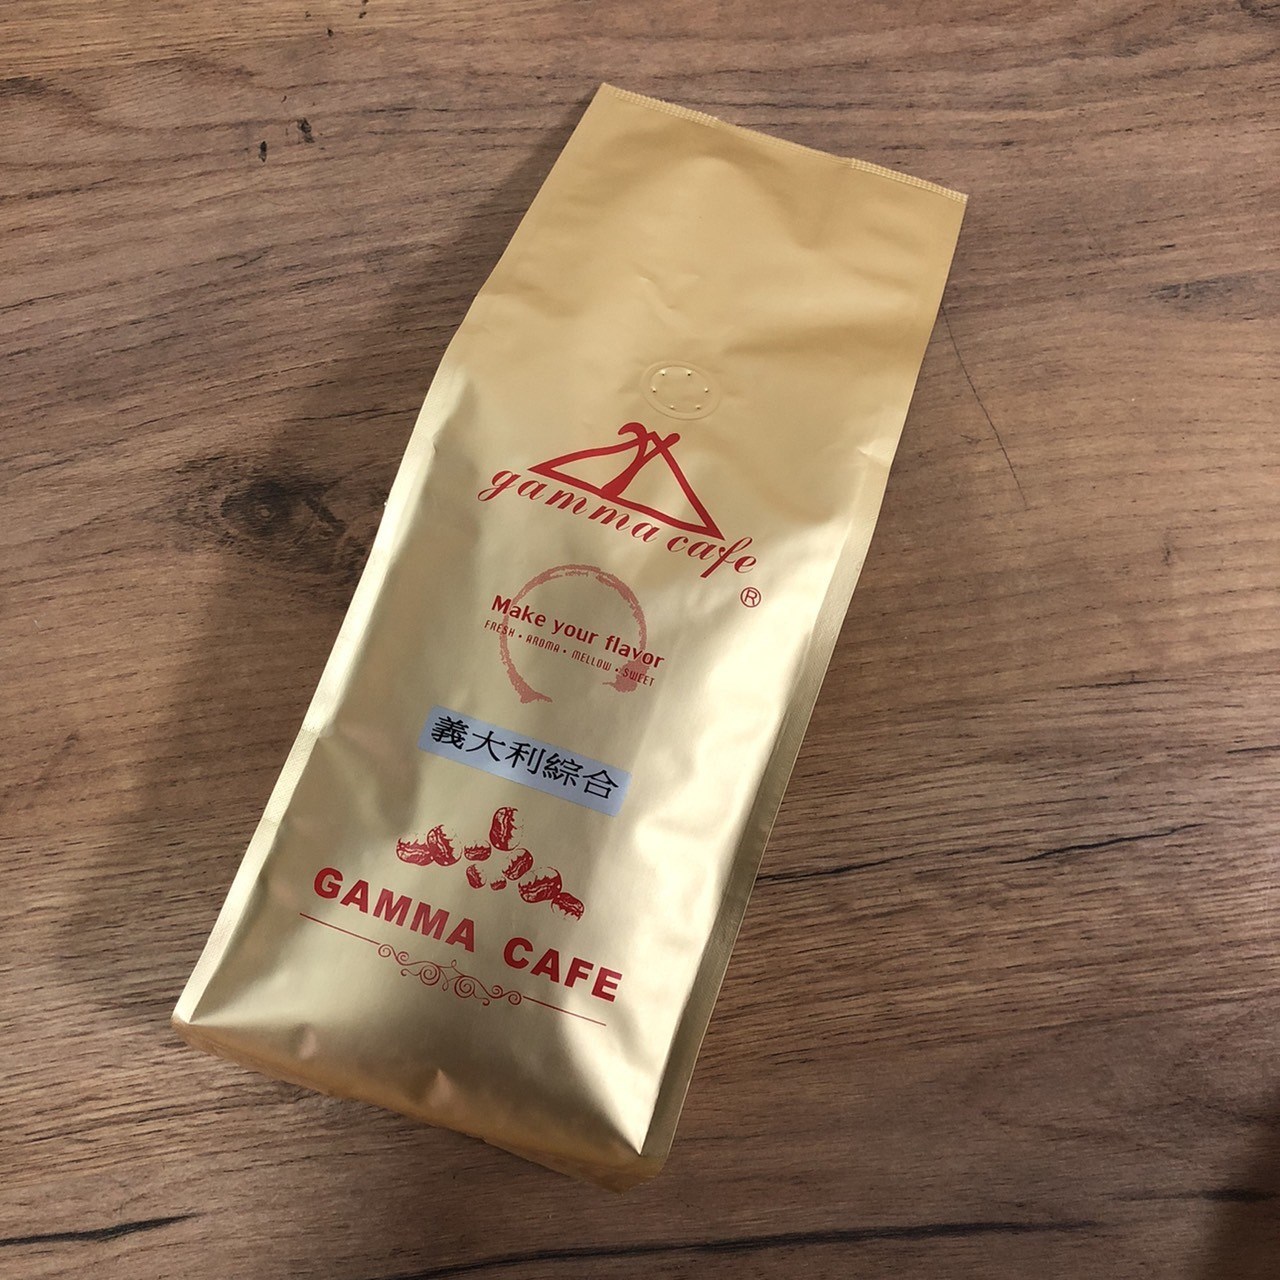 gamma cafe
®
Make your flavor
FRESH • AROMA • MELLOW • SWEET
義大利綜合
GAMMA CAFE